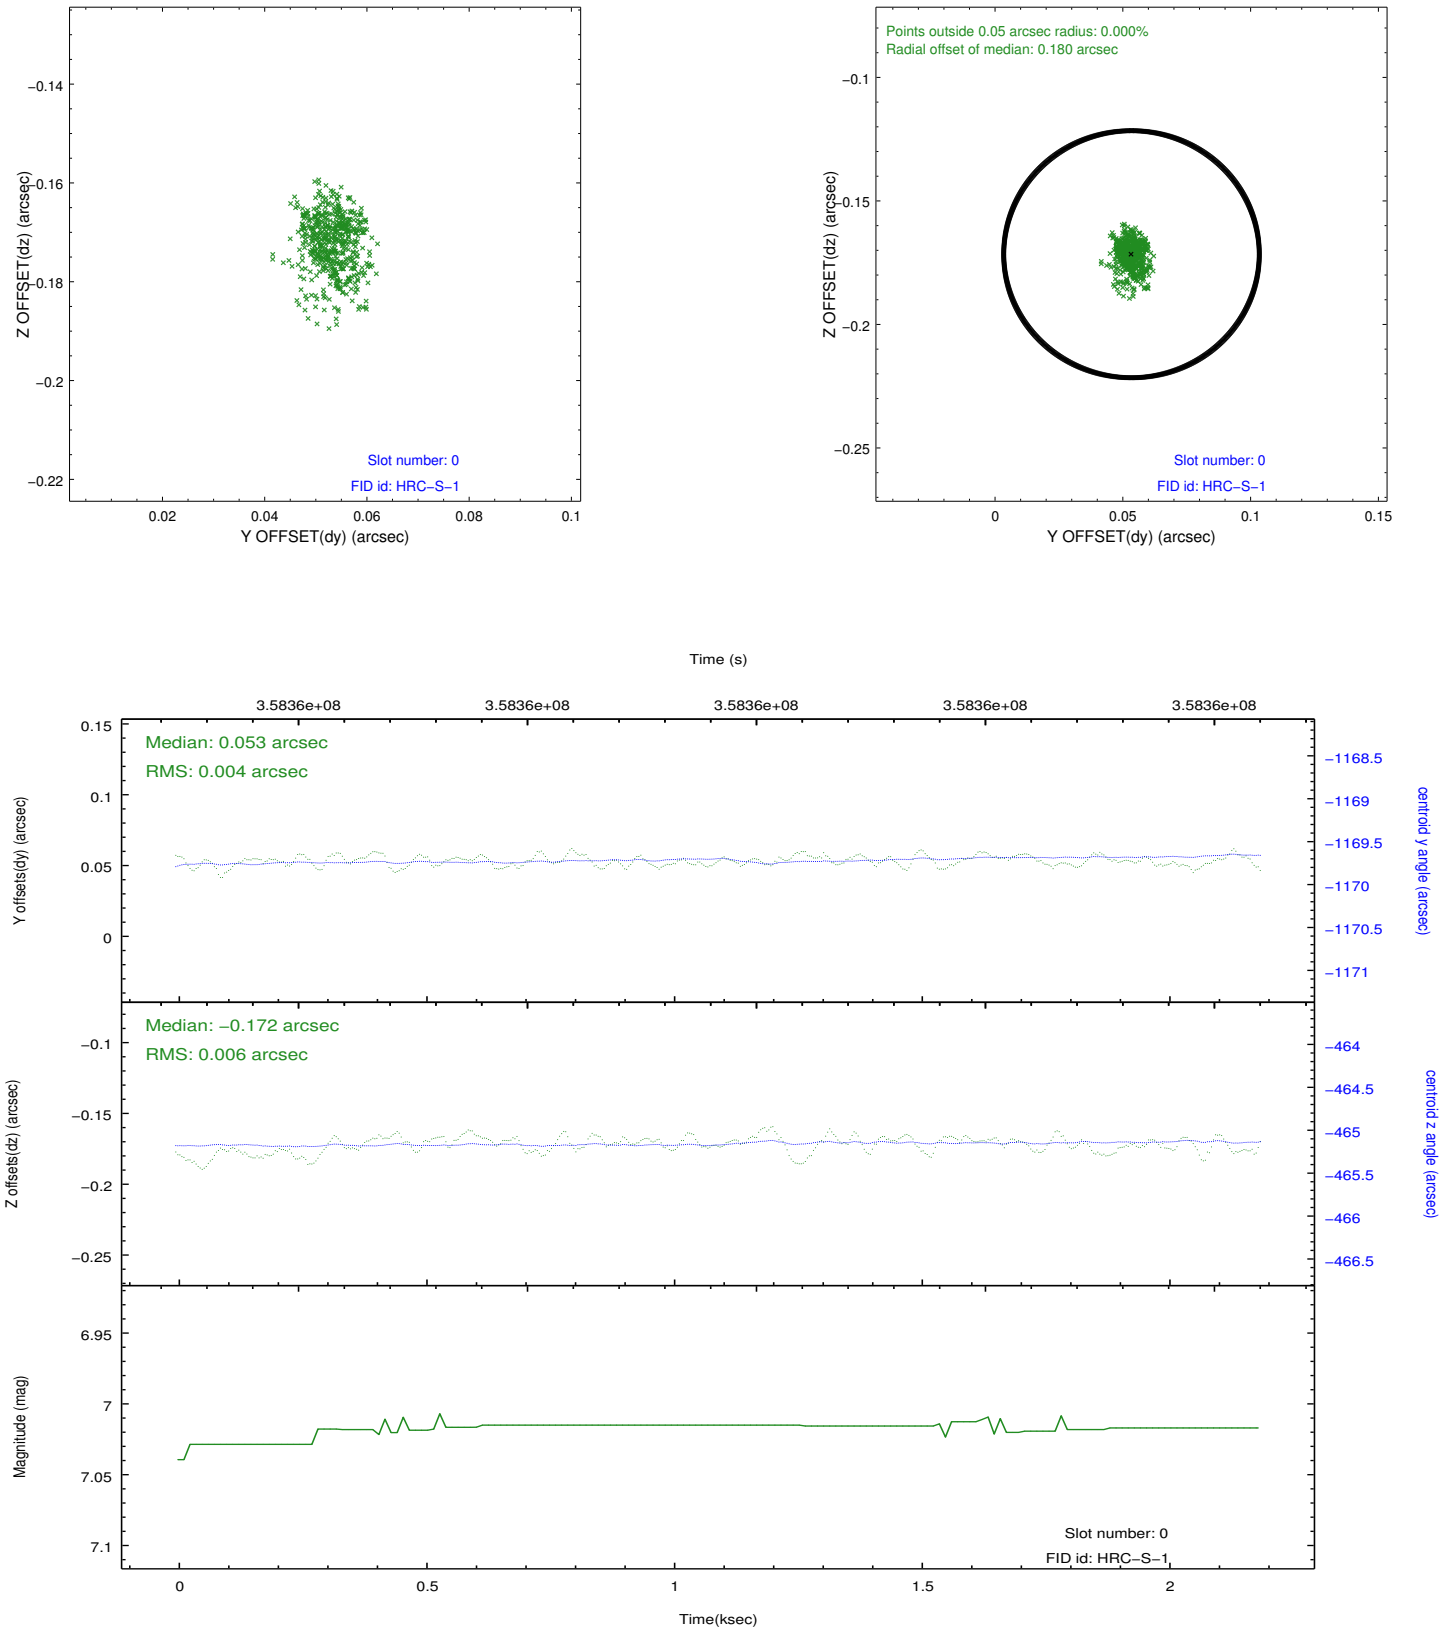 −0.14
−0.16
−0.18
−0.2
−0.22
Z OFFSET(dz) (arcsec)
Slot number: 0
FID id: HRC−S−1
0.02
0.04
0.06
0.08
0.1
Y OFFSET(dy) (arcsec)
Points outside 0.05 arcsec radius: 0.000%
Radial offset of median: 0.180 arcsec
−0.1
−0.15
−0.2
−0.25
Z OFFSET(dz) (arcsec)
Slot number: 0
FID id: HRC−S−1
0
0.05
0.1
0.15
Y OFFSET(dy) (arcsec)
Time (s)
3.5836e+08
3.5836e+08
3.5836e+08
3.5836e+08
3.5836e+08
Median: 0.053 arcsec
RMS: 0.004 arcsec
0.15
0.1
0.05
0
Y offsets(dy) (arcsec)
−1168.5
−1169
−1169.5
−1170
−1170.5
−1171
centroid y angle (arcsec)
Median: −0.172 arcsec
RMS: 0.006 arcsec
−0.1
−0.15
−0.2
−0.25
Z offsets(dz) (arcsec)
−464
−464.5
−465
−465.5
−466
−466.5
centroid z angle (arcsec)
6.95
7
7.05
7.1
Magnitude (mag)
Slot number: 0
FID id: HRC−S−1
0
0.5
1
1.5
2
Time(ksec)